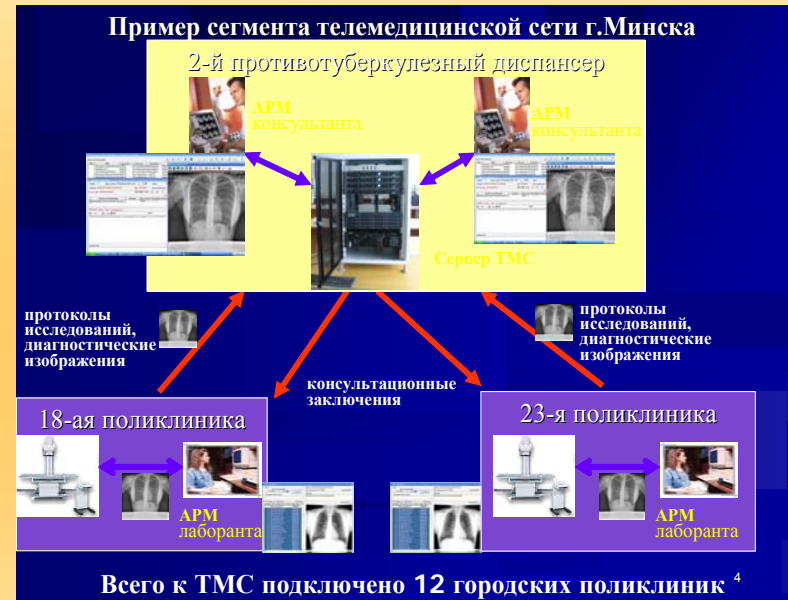 Пример сегмента телемедицинской сети г.Минска
2-й противотуберкулезный диспансер
АРМ
консультанта
АРМ
консультанта
Сервер ТМС
протоколы
исследований,
диагностические
изображения
протоколы
исследований,
диагностические
изображения
консультационные
заключения
18-ая поликлиника
АРМ
лаборанта
23-я поликлиника
АРМ
лаборанта
Всего к ТМС подключено 12 городских поликлиник
4